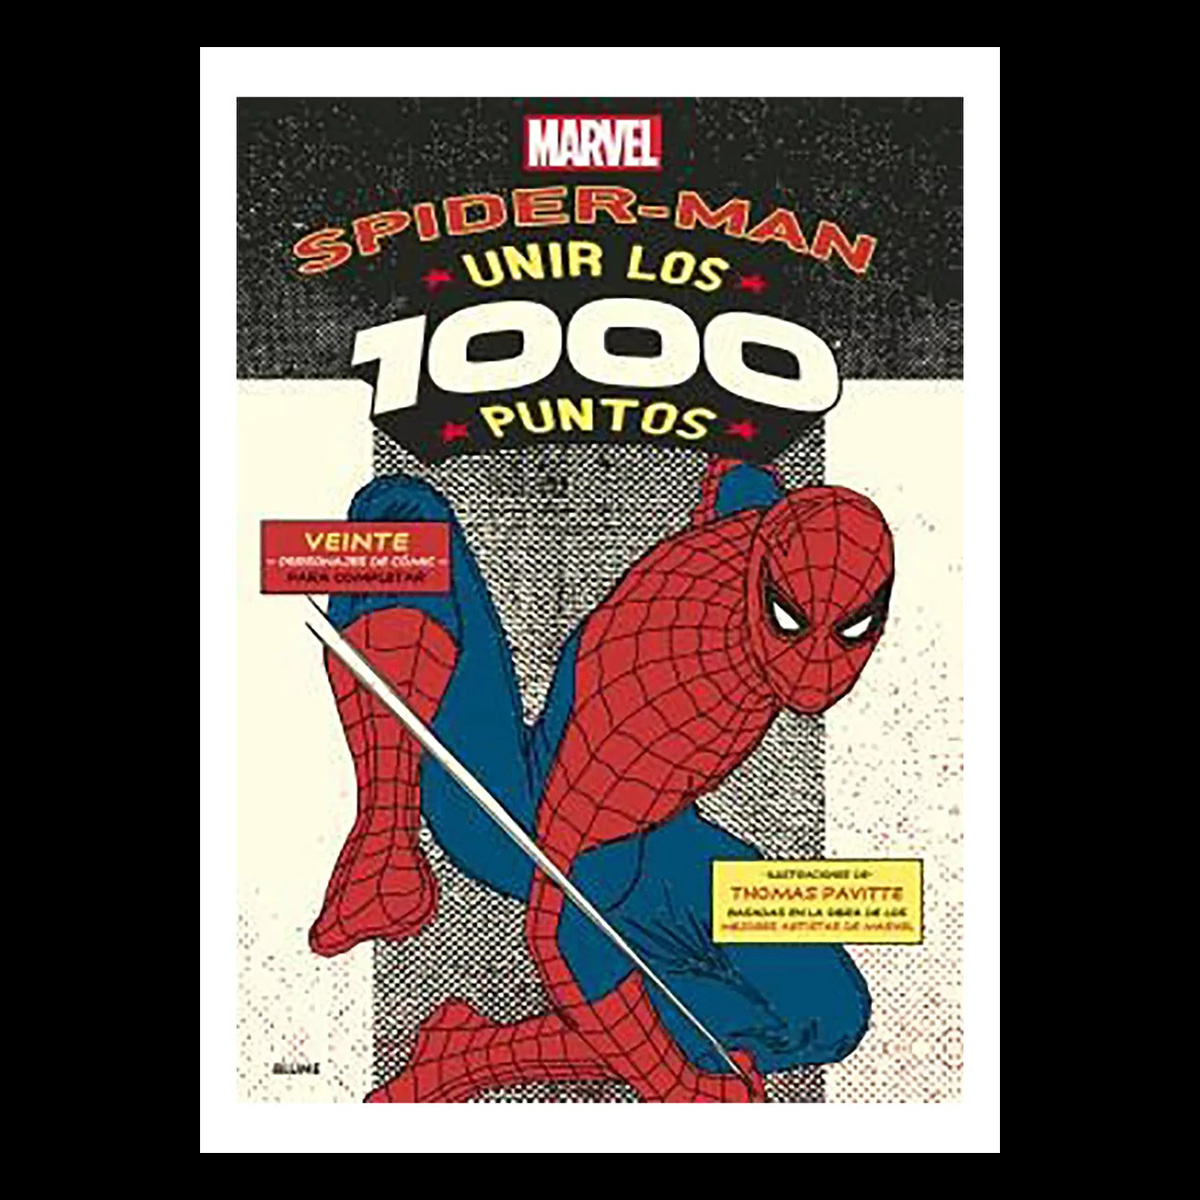 MARVEL
SPIDER-MAN
UNIR LOS
1000
PUNTOS
VEINTE
PERSONAJES DE CÓMIC
PARA COMPLETAR
ILUSTRACIONES DE
THOMAS PAVITTE
BASADAS EN LA OBRA DE LOS
MEJORES ARTISTAS DE MARVEL
BLUME